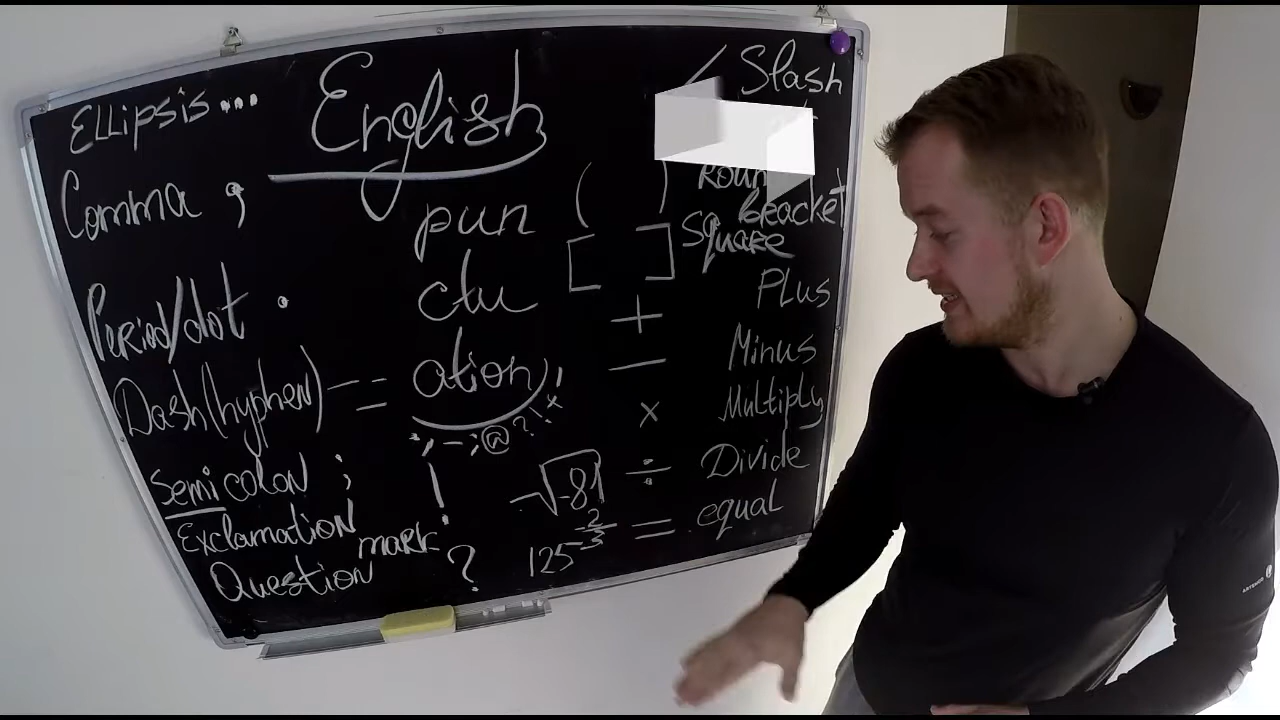 Ellipsis...
English
/ Slash
Comma ,
pun
( )
bracket
[ ] Square
Period/dot .
ctu
+ Plus
Dash(hyphen) - =
ation
— Minus
x Multiply
Semicolon ;
!
√-81
÷ Divide
Exclamation mark
125
= equal
Question ?